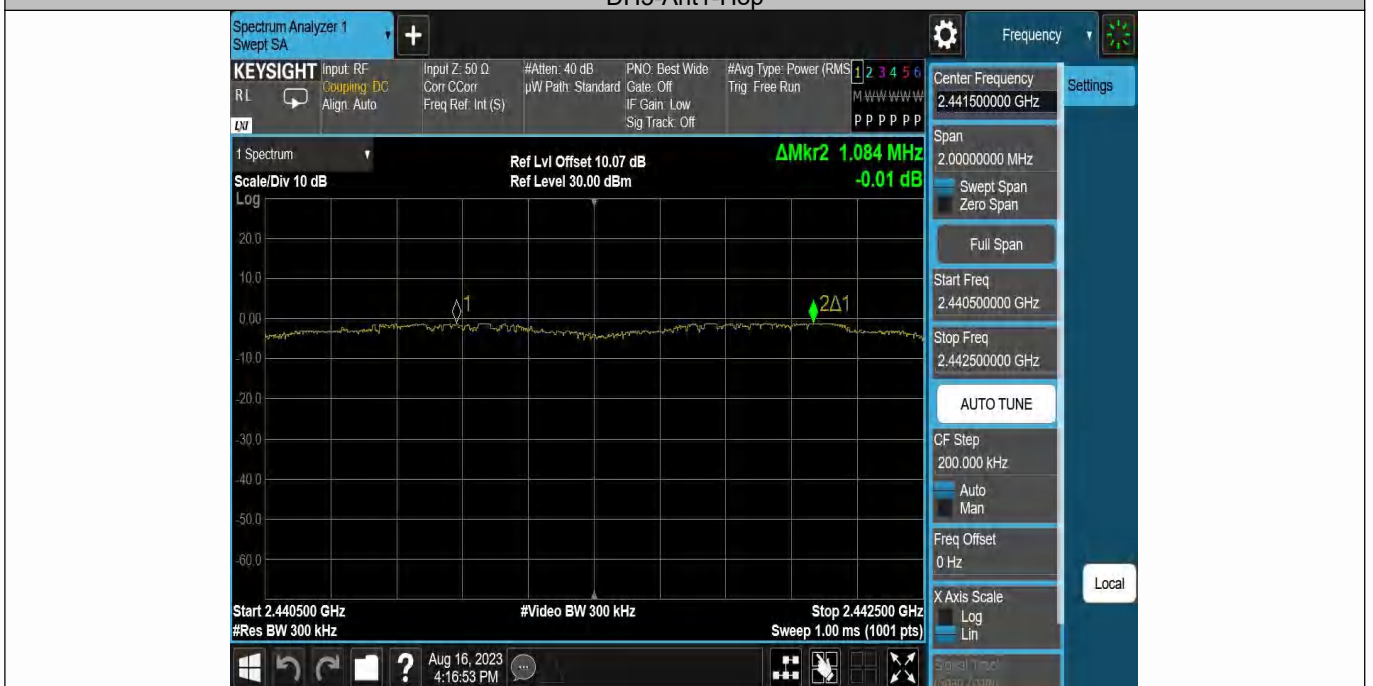 DH5-Ant1-Hop
Spectrum Analyzer 1
Swept SA
+
Frequency
KEYSIGHT
RL
LXI
Input: RF
Coupling: DC
Align: Auto
Input Z: 50 Ω
Corr CCorr
Freq Ref: Int (S)
#Atten: 40 dB
µW Path: Standard
PNO: Best Wide
Gate: Off
IF Gain: Low
Sig Track: Off
#Avg Type: Power (RMS
Trig: Free Run
1 2 3 4 5 6
M W W W W W
P P P P P P
Center Frequency
2.441500000 GHz
Settings
1 Spectrum
Scale/Div 10 dB
Log
Ref Lvl Offset 10.07 dB
Ref Level 30.00 dBm
ΔMkr2 1.084 MHz
-0.01 dB
Span
2.00000000 MHz
Swept Span
Zero Span
Full Span
Start Freq
2.440500000 GHz
Stop Freq
2.442500000 GHz
AUTO TUNE
CF Step
200.000 kHz
Auto
Man
Freq Offset
0 Hz
X Axis Scale
Log
Lin
Signal Track
Local
20.0
10.0
0.00
-10.0
-20.0
-30.0
-40.0
-50.0
-60.0
1
2Δ1
Start 2.440500 GHz
#Res BW 300 kHz
#Video BW 300 kHz
Stop 2.442500 GHz
Sweep 1.00 ms (1001 pts)
?
Aug 16, 2023
4:16:53 PM